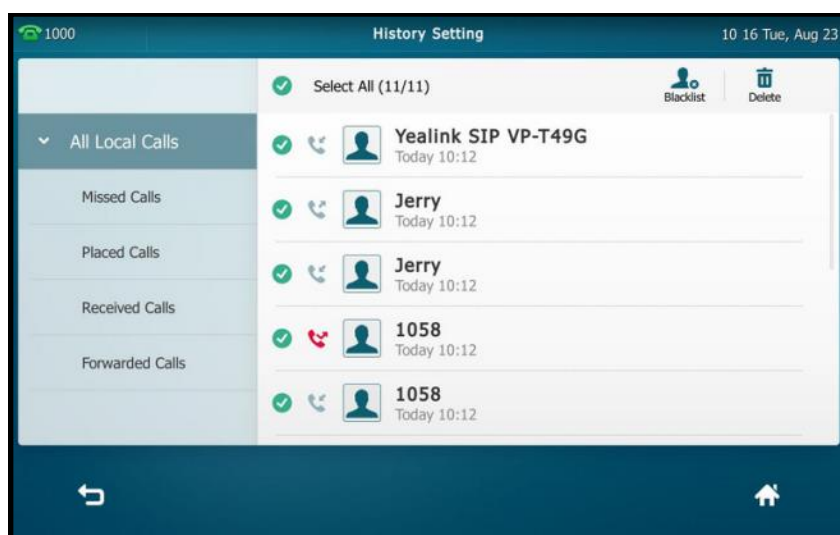 1000
History Setting
10 16 Tue, Aug 23
Select All (11/11)
Blacklist
Delete
All Local Calls
Missed Calls
Placed Calls
Received Calls
Forwarded Calls
Yealink SIP VP-T49G
Today 10:12
Jerry
Today 10:12
Jerry
Today 10:12
1058
Today 10:12
1058
Today 10:12